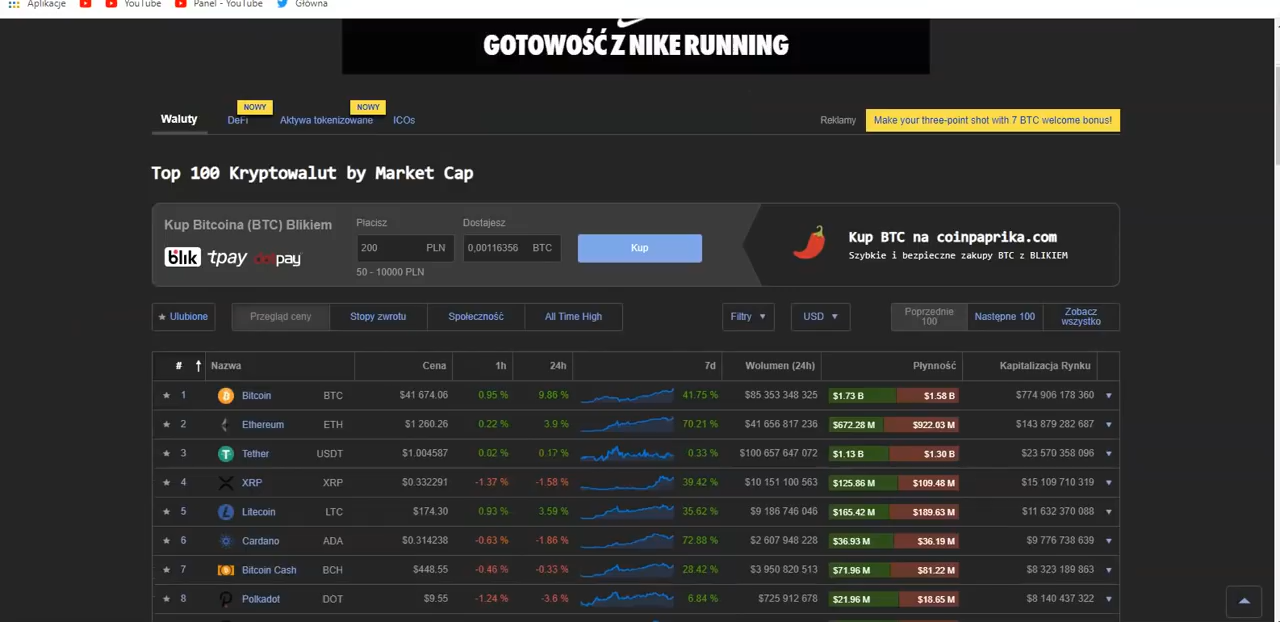 Aplikacje YouTube Panel - YouTube Główna
GOTOWOŚĆ Z NIKE RUNNING
NOWY NOWY
Waluty DeFi Aktywa tokenizowane ICOs Reklamy Make your three-point shot with 7 BTC welcome bonus!
Top 100 Kryptowalut by Market Cap
Kup Bitcoina (BTC) Blikiem Płacisz Dostajesz
200 PLN 0,00116356 BTC Kup
blik tpay dotpay
50 - 10000 PLN
Kup BTC na coinpaprika.com
Szybkie i bezpieczne zakupy BTC z BLIKIEM
★ Ulubione Przegląd ceny Stopy zwrotu Społeczność All Time High Filtry ▼ USD ▼ Poprzednie 100 Następne 100 Zobacz wszystko
# ↑ Nazwa Cena 1h 24h 7d Wolumen (24h) Płynność Kapitalizacja Rynku
★ 1 Bitcoin BTC $41 674.06 0.95 % 9.86 % 41.75 % $85 353 348 325 $1.73 B $1.58 B $774 906 178 360 ▼
★ 2 Ethereum ETH $1 260.26 0.22 % 3.9 % 70.21 % $41 656 817 236 $672.28 M $922.03 M $143 879 282 687 ▼
★ 3 Tether USDT $1.004587 0.02 % 0.17 % 0.33 % $100 657 647 072 $1.13 B $1.30 B $23 570 358 096 ▼
★ 4 XRP XRP $0.332291 -1.37 % -1.58 % 39.42 % $10 151 100 563 $125.86 M $109.48 M $15 109 710 319 ▼
★ 5 Litecoin LTC $174.30 0.93 % 3.59 % 35.62 % $9 186 746 046 $165.42 M $189.63 M $11 632 370 088 ▼
★ 6 Cardano ADA $0.314238 -0.63 % -1.86 % 72.88 % $2 607 948 228 $36.93 M $36.19 M $9 776 738 639 ▼
★ 7 Bitcoin Cash BCH $448.55 -0.46 % -0.33 % 28.42 % $3 950 820 513 $71.96 M $81.22 M $8 323 189 863 ▼
★ 8 Polkadot DOT $9.55 -1.24 % -3.6 % 6.84 % $725 912 678 $21.96 M $18.65 M $8 140 437 322 ▼